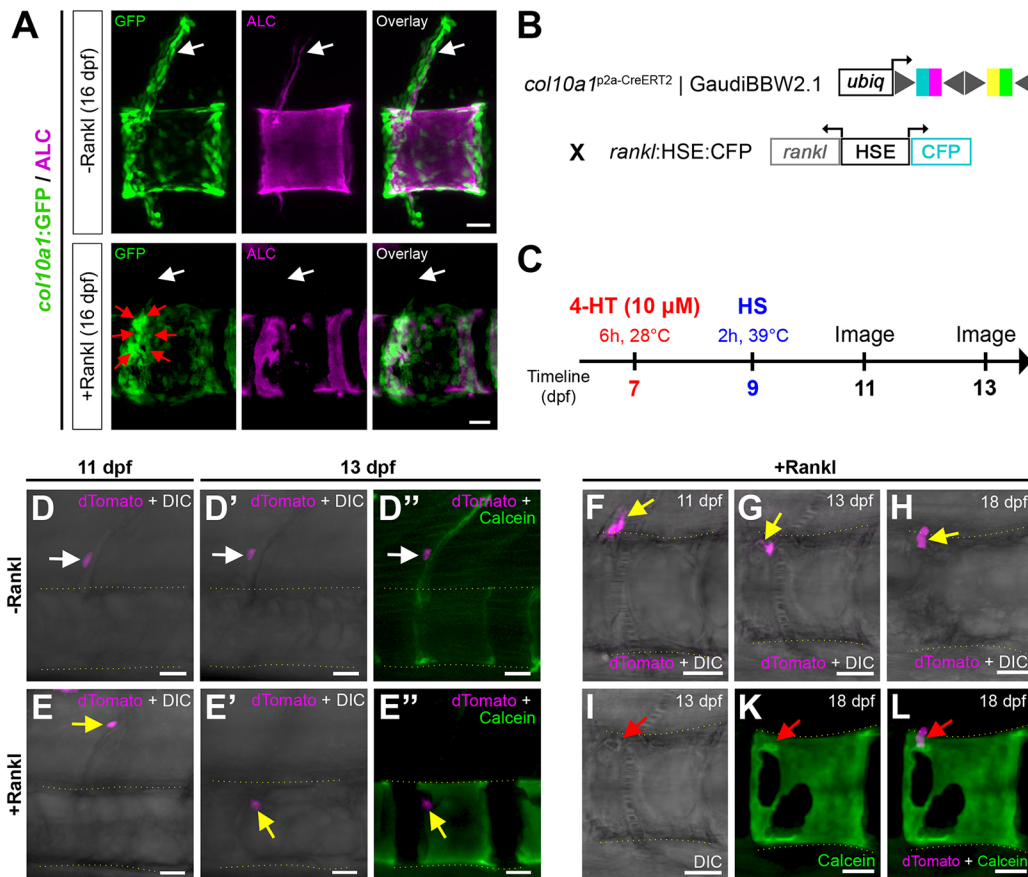 A
GFP
ALC
Overlay
col10a1:GFP / ALC
-Rankl (16 dpf)
GFP
ALC
Overlay
+Rankl (16 dpf)
B
col10a1p2a-CreERT2 | GaudiBBW2.1
ubiq
X rankl:HSE:CFP
rankl
HSE
CFP
C
4-HT (10 µM)
HS
6h, 28°C
2h, 39°C
Image
Image
Timeline (dpf)
7
9
11
13
11 dpf
13 dpf
-Rankl
D
dTomato + DIC
D'
dTomato + DIC
D''
dTomato + Calcein
+Rankl
E
dTomato + DIC
E'
dTomato + DIC
E''
dTomato + Calcein
+Rankl
F
11 dpf
dTomato + DIC
G
13 dpf
dTomato + DIC
H
18 dpf
dTomato + DIC
I
13 dpf
DIC
K
18 dpf
Calcein
L
18 dpf
dTomato + Calcein